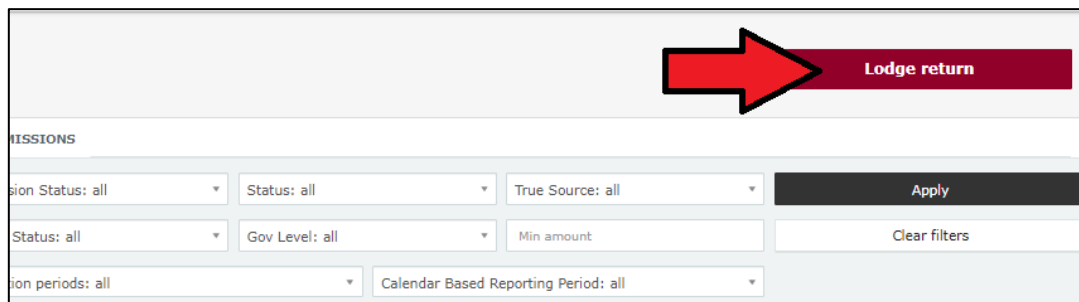 Lodge return
MISSIONS
sion Status: all Status: all True Source: all Apply
Status: all Gov Level: all Min amount Clear filters
ion periods: all Calendar Based Reporting Period: all